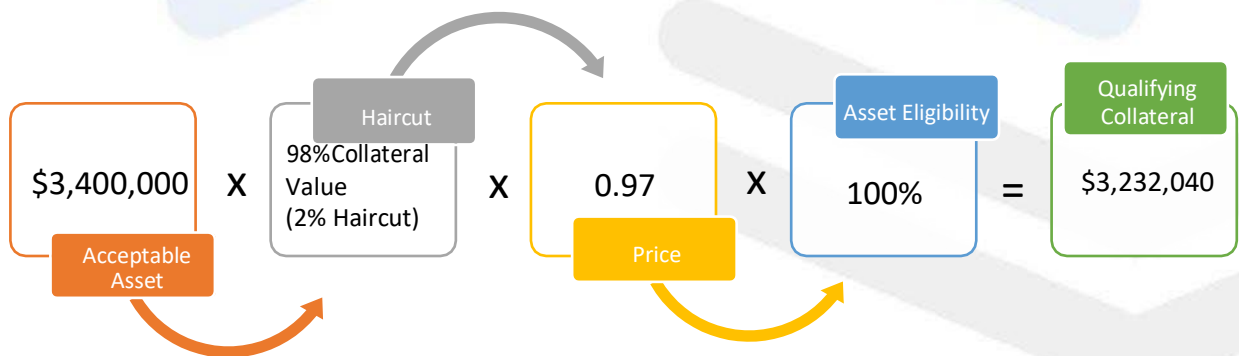 Haircut
Asset Eligibility
Qualifying
Collateral
$3,400,000
X
98%Collateral
Value
(2% Haircut)
X
0.97
X
100%
=
$3,232,040
Acceptable
Asset
Price